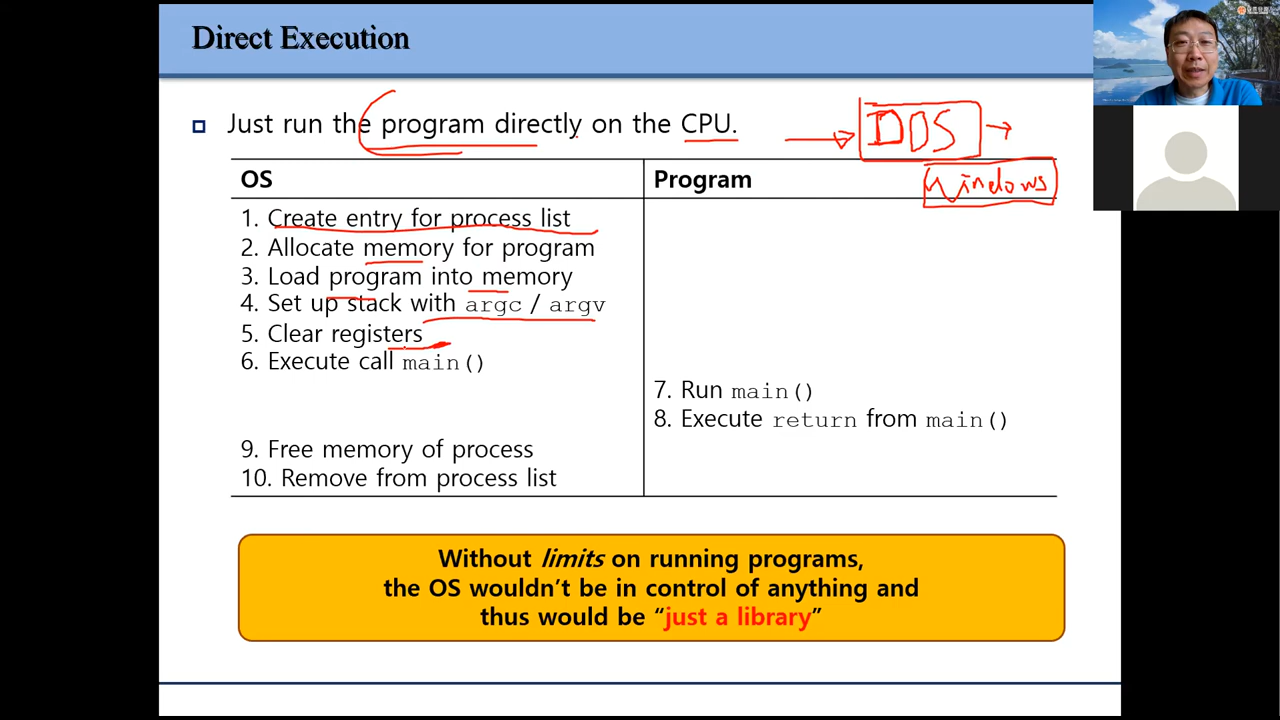 Direct Execution
Just run the program directly on the CPU.
DOS
Windows
OS
Program
1. Create entry for process list
2. Allocate memory for program
3. Load program into memory
4. Set up stack with argc / argv
5. Clear registers
6. Execute call main()
7. Run main()
8. Execute return from main()
9. Free memory of process
10. Remove from process list
Without limits on running programs,
the OS wouldn't be in control of anything and
thus would be “just a library”